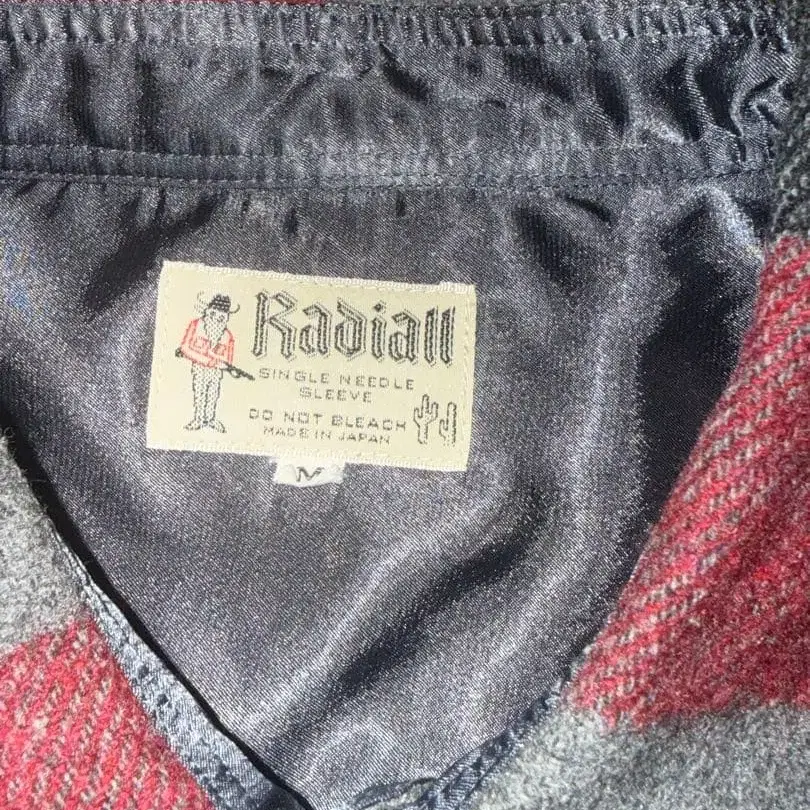 Radiall
SINGLE NEEDLE
SLEEVE
DO NOT BLEACH
MADE IN JAPAN
M